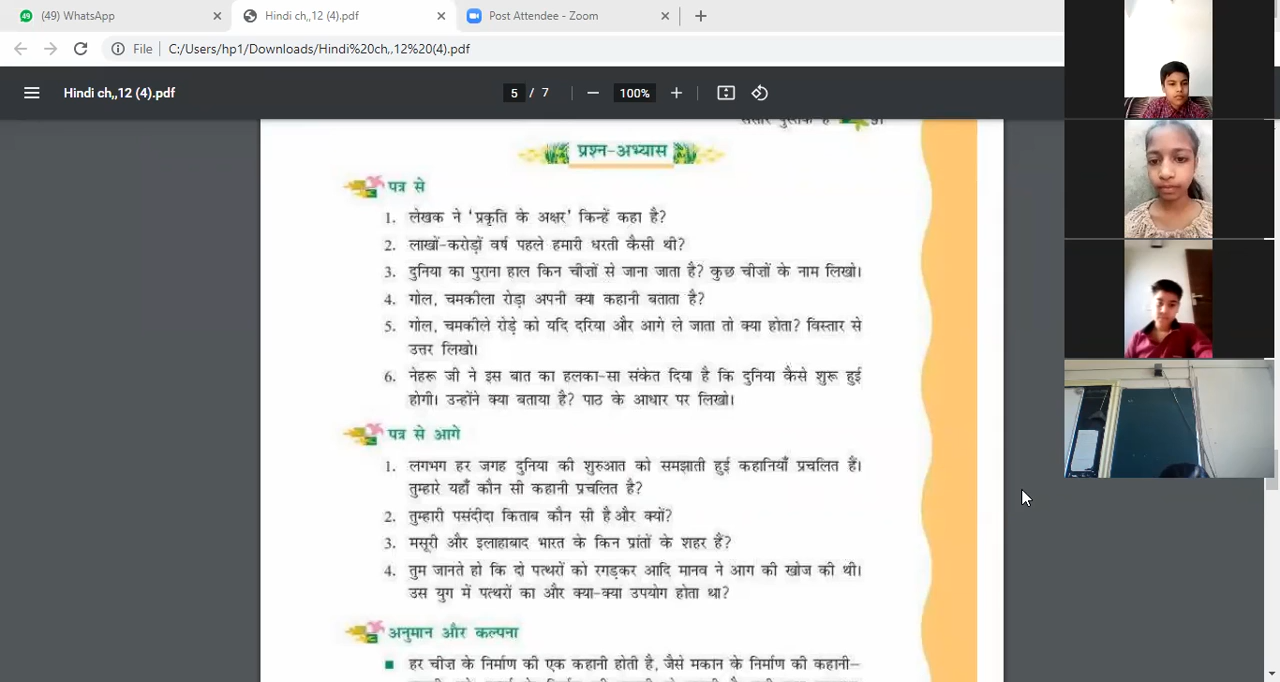 (49) WhatsApp
Hindi ch,,12 (4).pdf
Post Attendee - Zoom
File
C:/Users/hp1/Downloads/Hindi%20ch,,12%20(4).pdf
Hindi ch,,12 (4).pdf
5 / 7
100%
संसार पुस्तक है
प्रश्न-अभ्यास
पत्र से
1. लेखक ने ‘प्रकृति के अक्षर’ किन्हें कहा है?
2. लाखों-करोड़ों वर्ष पहले हमारी धरती कैसी थी?
3. दुनिया का पुराना हाल किन चीज़ों से जाना जाता है? कुछ चीज़ों के नाम लिखो।
4. गोल, चमकीला रोड़ा अपनी क्या कहानी बताता है?
5. गोल, चमकीले रोड़े को यदि दरिया और आगे ले जाता तो क्या होता? विस्तार से
उत्तर लिखो।
6. नेहरू जी ने इस बात का हलका-सा संकेत दिया है कि दुनिया कैसे शुरू हुई
होगी। उन्होंने क्या बताया है? पाठ के आधार पर लिखो।
पत्र से आगे
1. लगभग हर जगह दुनिया की शुरुआत को समझाती हुई कहानियाँ प्रचलित हैं।
तुम्हारे यहाँ कौन सी कहानी प्रचलित है?
2. तुम्हारी पसंदीदा किताब कौन सी है और क्यों?
3. मसूरी और इलाहाबाद भारत के किन प्रांतों के शहर हैं?
4. तुम जानते हो कि दो पत्थरों को रगड़कर आदि मानव ने आग की खोज की थी।
उस युग में पत्थरों का और क्या-क्या उपयोग होता था?
अनुमान और कल्पना
हर चीज़ के निर्माण की एक कहानी होती है, जैसे मकान के निर्माण की कहानी–